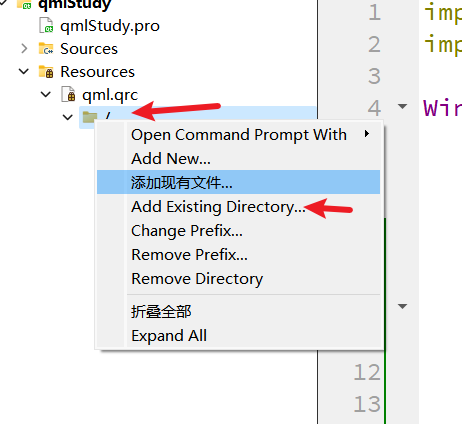 qmlStudy
qmlStudy.pro
Sources
Resources
qml.qrc
/
Open Command Prompt With
Add New...
添加现有文件...
Add Existing Directory...
Change Prefix...
Remove Prefix...
Remove Directory
折叠全部
Expand All
1 imp
2 imp
3
4 Win
12
13